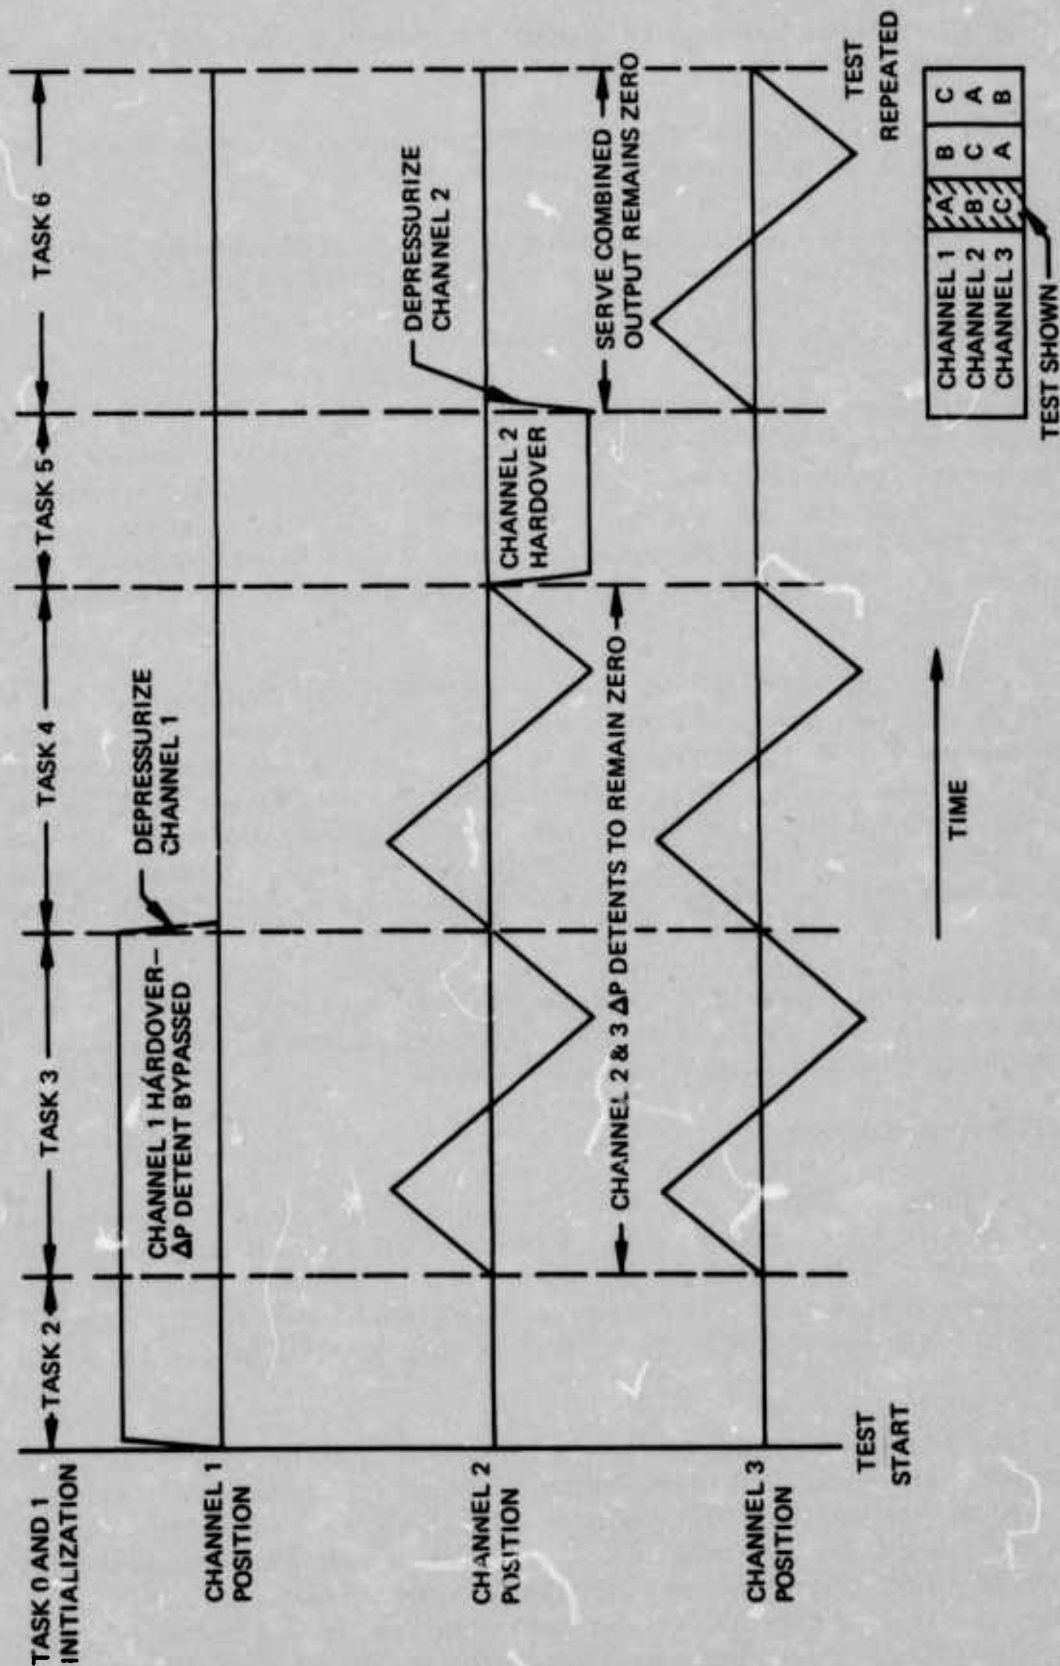 TASK 0 AND 1
INITIALIZATION
TASK 2
TASK 3
TASK 4
TASK 5
TASK 6
CHANNEL 1 HARDOVER–
ΔP DETENT BYPASSED
DEPRESSURIZE
CHANNEL 1
CHANNEL 1
POSITION
DEPRESSURIZE
CHANNEL 2
CHANNEL 2
HARDOVER
CHANNEL 2
POSITION
CHANNEL 2 & 3 ΔP DETENTS TO REMAIN ZERO
SERVE COMBINED
OUTPUT REMAINS ZERO
CHANNEL 3
POSITION
TEST
START
TIME
TEST
REPEATED
CHANNEL 1 A B C
CHANNEL 2 B C A
CHANNEL 3 C A B
TEST SHOWN